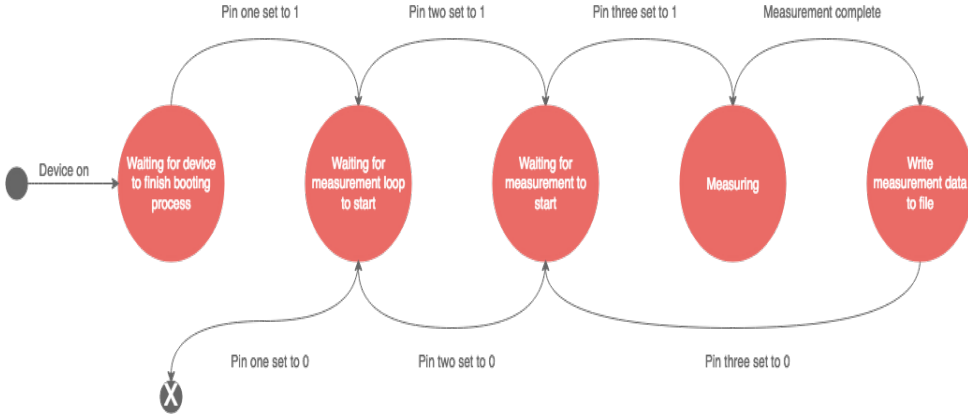 Pin one set to 1
Pin two set to 1
Pin three set to 1
Measurement complete
Device on
Waiting for device
to finish booting
process
Waiting for
measurement loop
to start
Waiting for
measurement to
start
Measuring
Write
measurement data
to file
Pin one set to 0
Pin two set to 0
Pin three set to 0
X